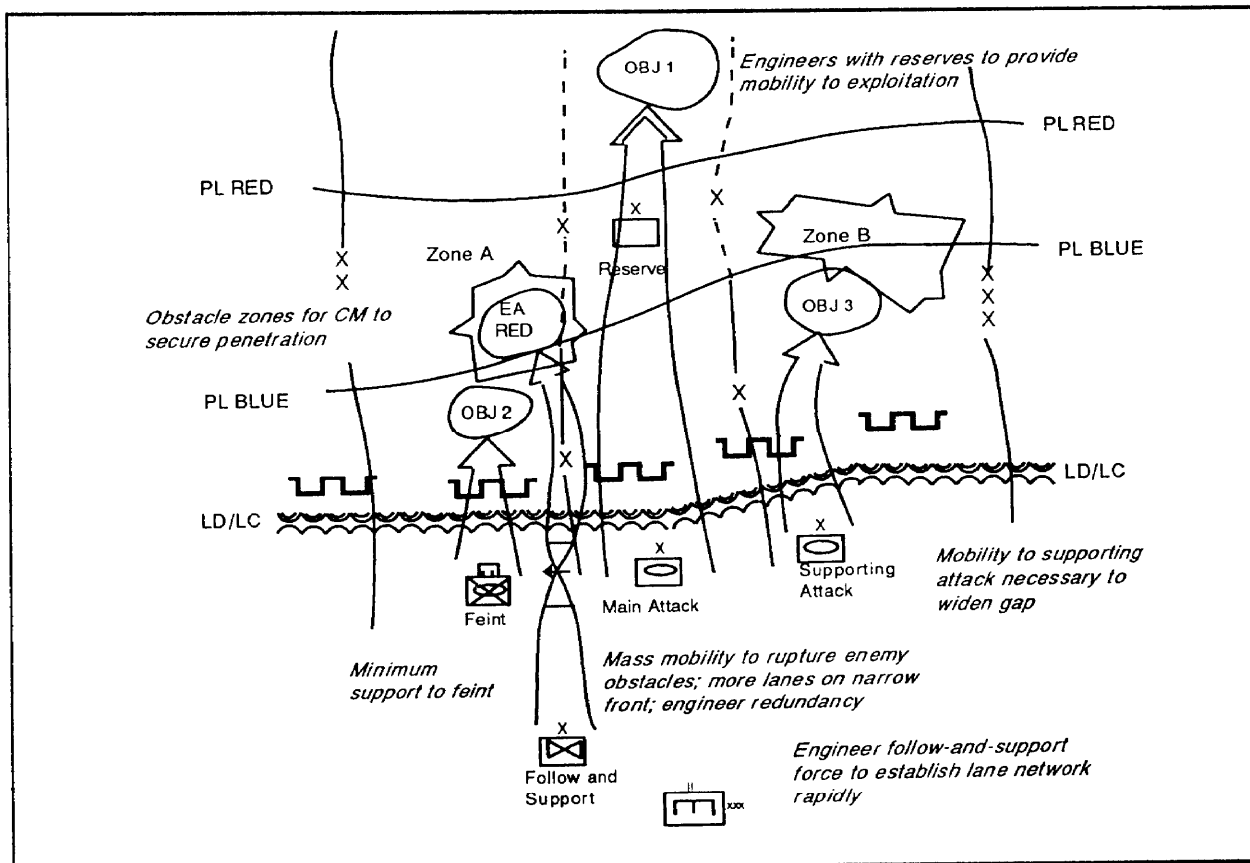 OBJ 1
Engineers with reserves to provide
mobility to exploitation
PL RED
PL RED
X
X
X
Zone A
Zone B
PL BLUE
Reserve
X
X
X
X
X
EA
RED
OBJ 3
Obstacle zones for CM to
secure penetration
PL BLUE
OBJ 2
X
X
LD/LC
LD/LC
X
X
Feint
Main Attack
Supporting
Attack
Mobility to supporting
attack necessary to
widen gap
Minimum
support to feint
Mass mobility to rupture enemy
obstacles; more lanes on narrow
front; engineer redundancy
X
Follow and
Support
Engineer follow-and-support
force to establish lane network
rapidly
II
XXX